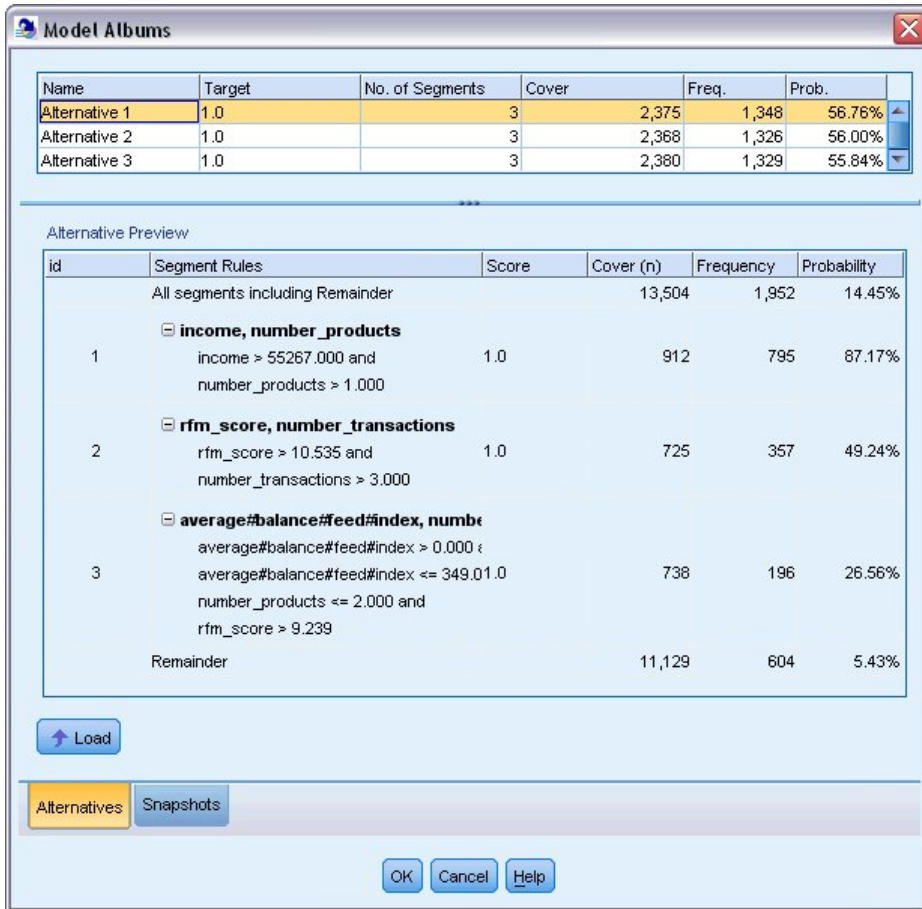 Model Albums
Name Target No. of Segments Cover Freq. Prob.
Alternative 1 1.0 3 2,375 1,348 56.76%
Alternative 2 1.0 3 2,368 1,326 56.00%
Alternative 3 1.0 3 2,380 1,329 55.84%
Alternative Preview
id Segment Rules Score Cover (n) Frequency Probability
All segments including Remainder 13,504 1,952 14.45%
income, number_products
1 income > 55267.000 and 1.0 912 795 87.17%
number_products > 1.000
rfm_score, number_transactions
2 rfm_score > 10.535 and 1.0 725 357 49.24%
number_transactions > 3.000
average#balance#feed#index, numbe
average#balance#feed#index > 0.000
3 average#balance#feed#index <= 349.0 1.0 738 196 26.56%
number_products <= 2.000 and
rfm_score > 9.239
Remainder 11,129 604 5.43%
Load
Alternatives Snapshots
OK Cancel Help